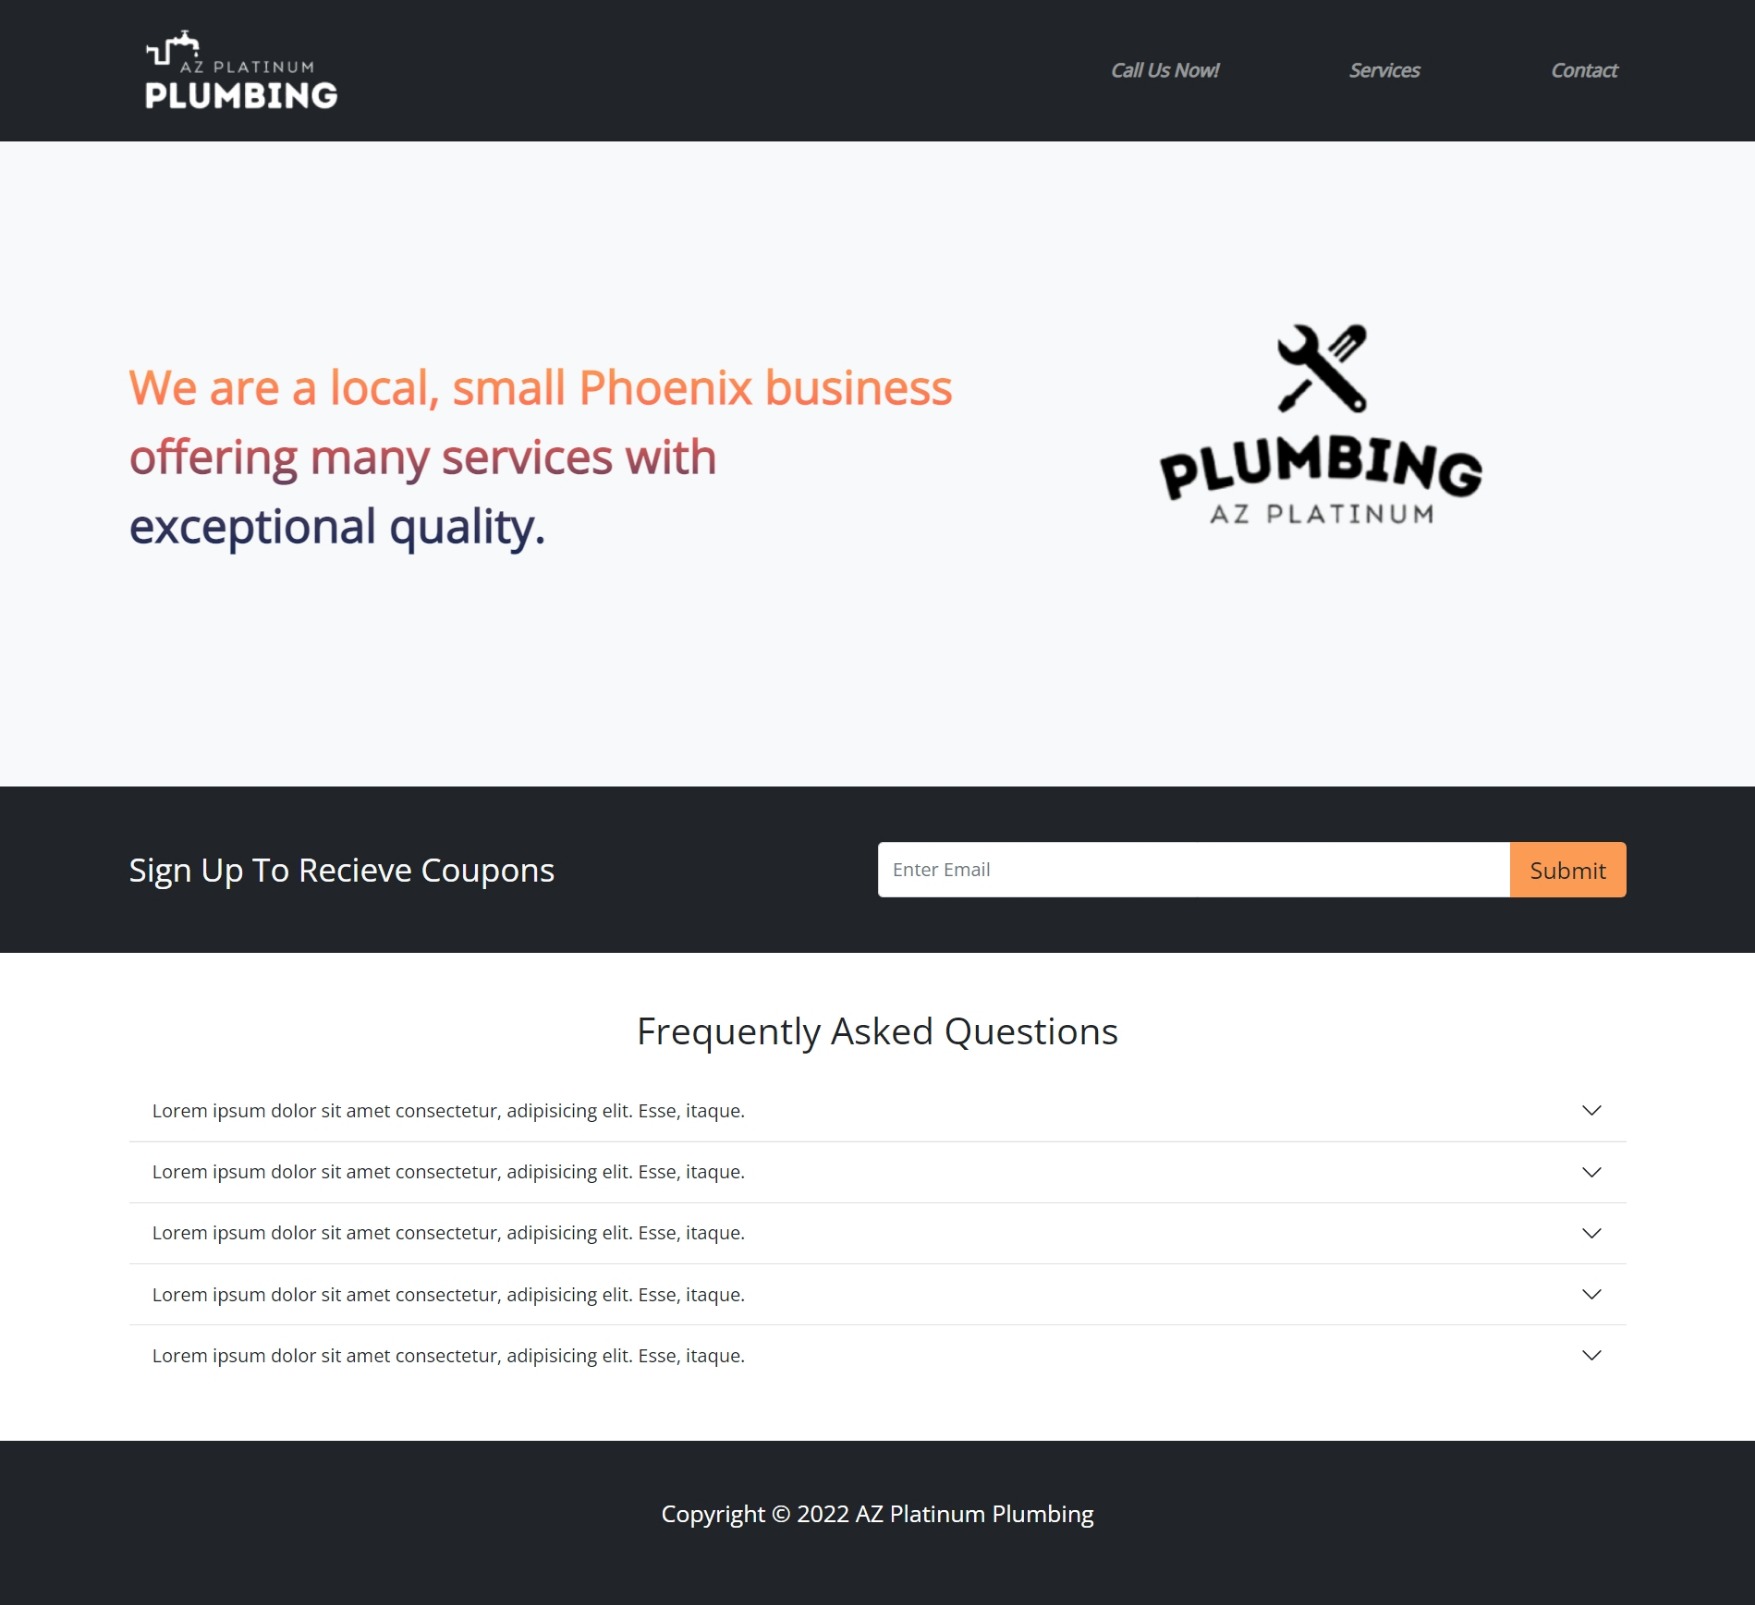 AZ PLATINUM
PLUMBING
Call Us Now!
Services
Contact
We are a local, small Phoenix business
offering many services with
exceptional quality.
PLUMBING
AZ PLATINUM
Sign Up To Recieve Coupons
Enter Email
Submit
Frequently Asked Questions
Lorem ipsum dolor sit amet consectetur, adipisicing elit. Esse, itaque.
Lorem ipsum dolor sit amet consectetur, adipisicing elit. Esse, itaque.
Lorem ipsum dolor sit amet consectetur, adipisicing elit. Esse, itaque.
Lorem ipsum dolor sit amet consectetur, adipisicing elit. Esse, itaque.
Lorem ipsum dolor sit amet consectetur, adipisicing elit. Esse, itaque.
Copyright © 2022 AZ Platinum Plumbing